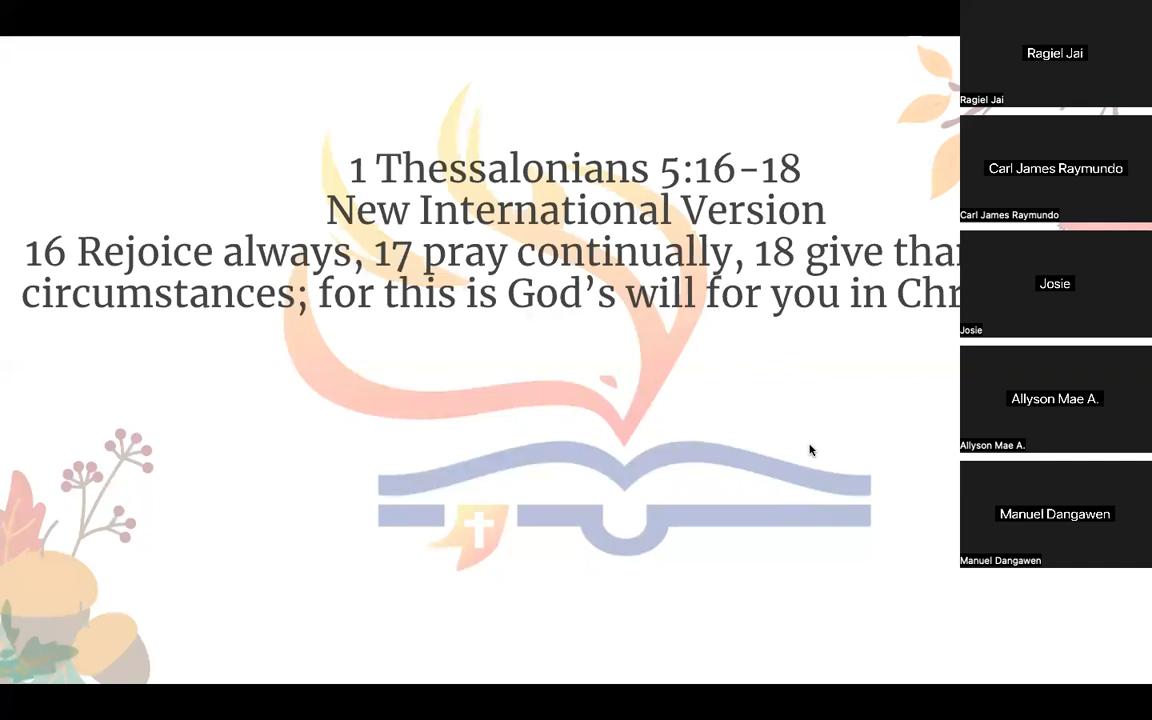 1 Thessalonians 5:16-18
New International Version
16 Rejoice always, 17 pray continually, 18 give
circumstances; for this is God's will for you in
Ragiel Jai
Ragiel Jai
Carl James Raymundo
Carl James Raymundo
Josie
Josie
Allyson Mae A.
Allyson Mae A.
Manuel Dangawen
Manuel Dangawen